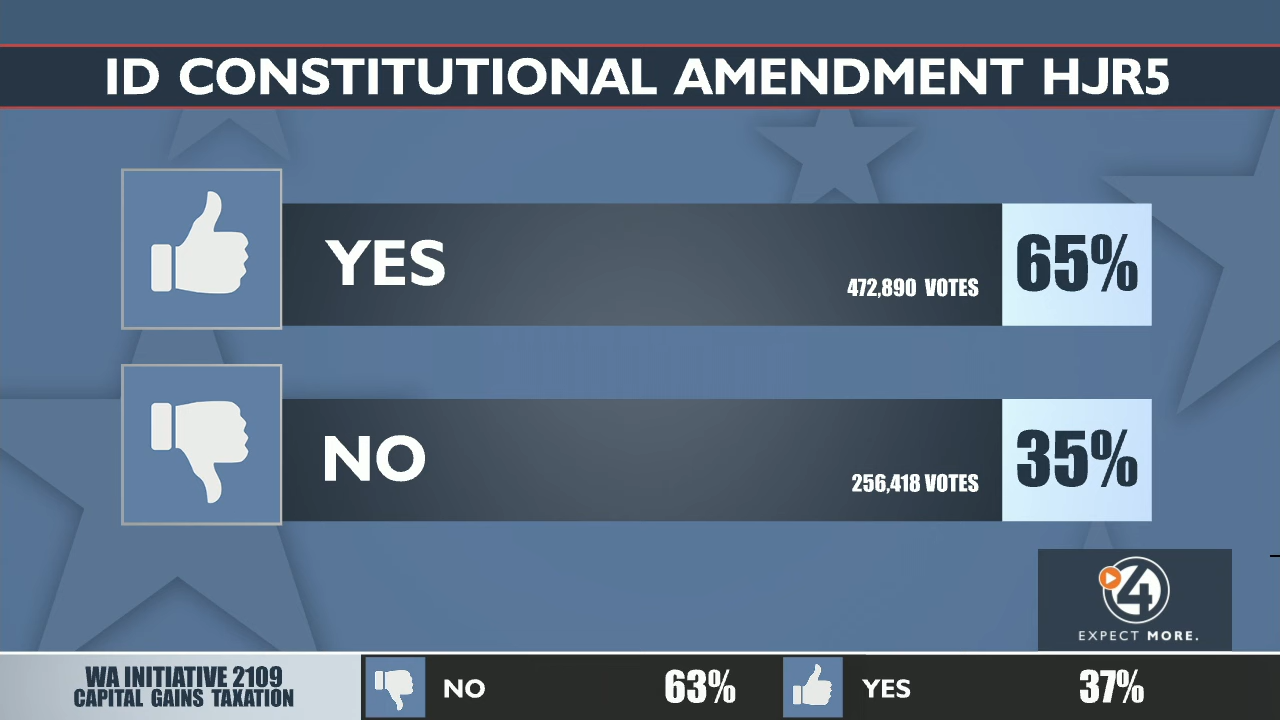 ID CONSTITUTIONAL AMENDMENT HJR5
YES
472,890 VOTES
65%
NO
256,418 VOTES
35%
4
EXPECT MORE.
WA INITIATIVE 2109
CAPITAL GAINS TAXATION
NO 63% YES 37%